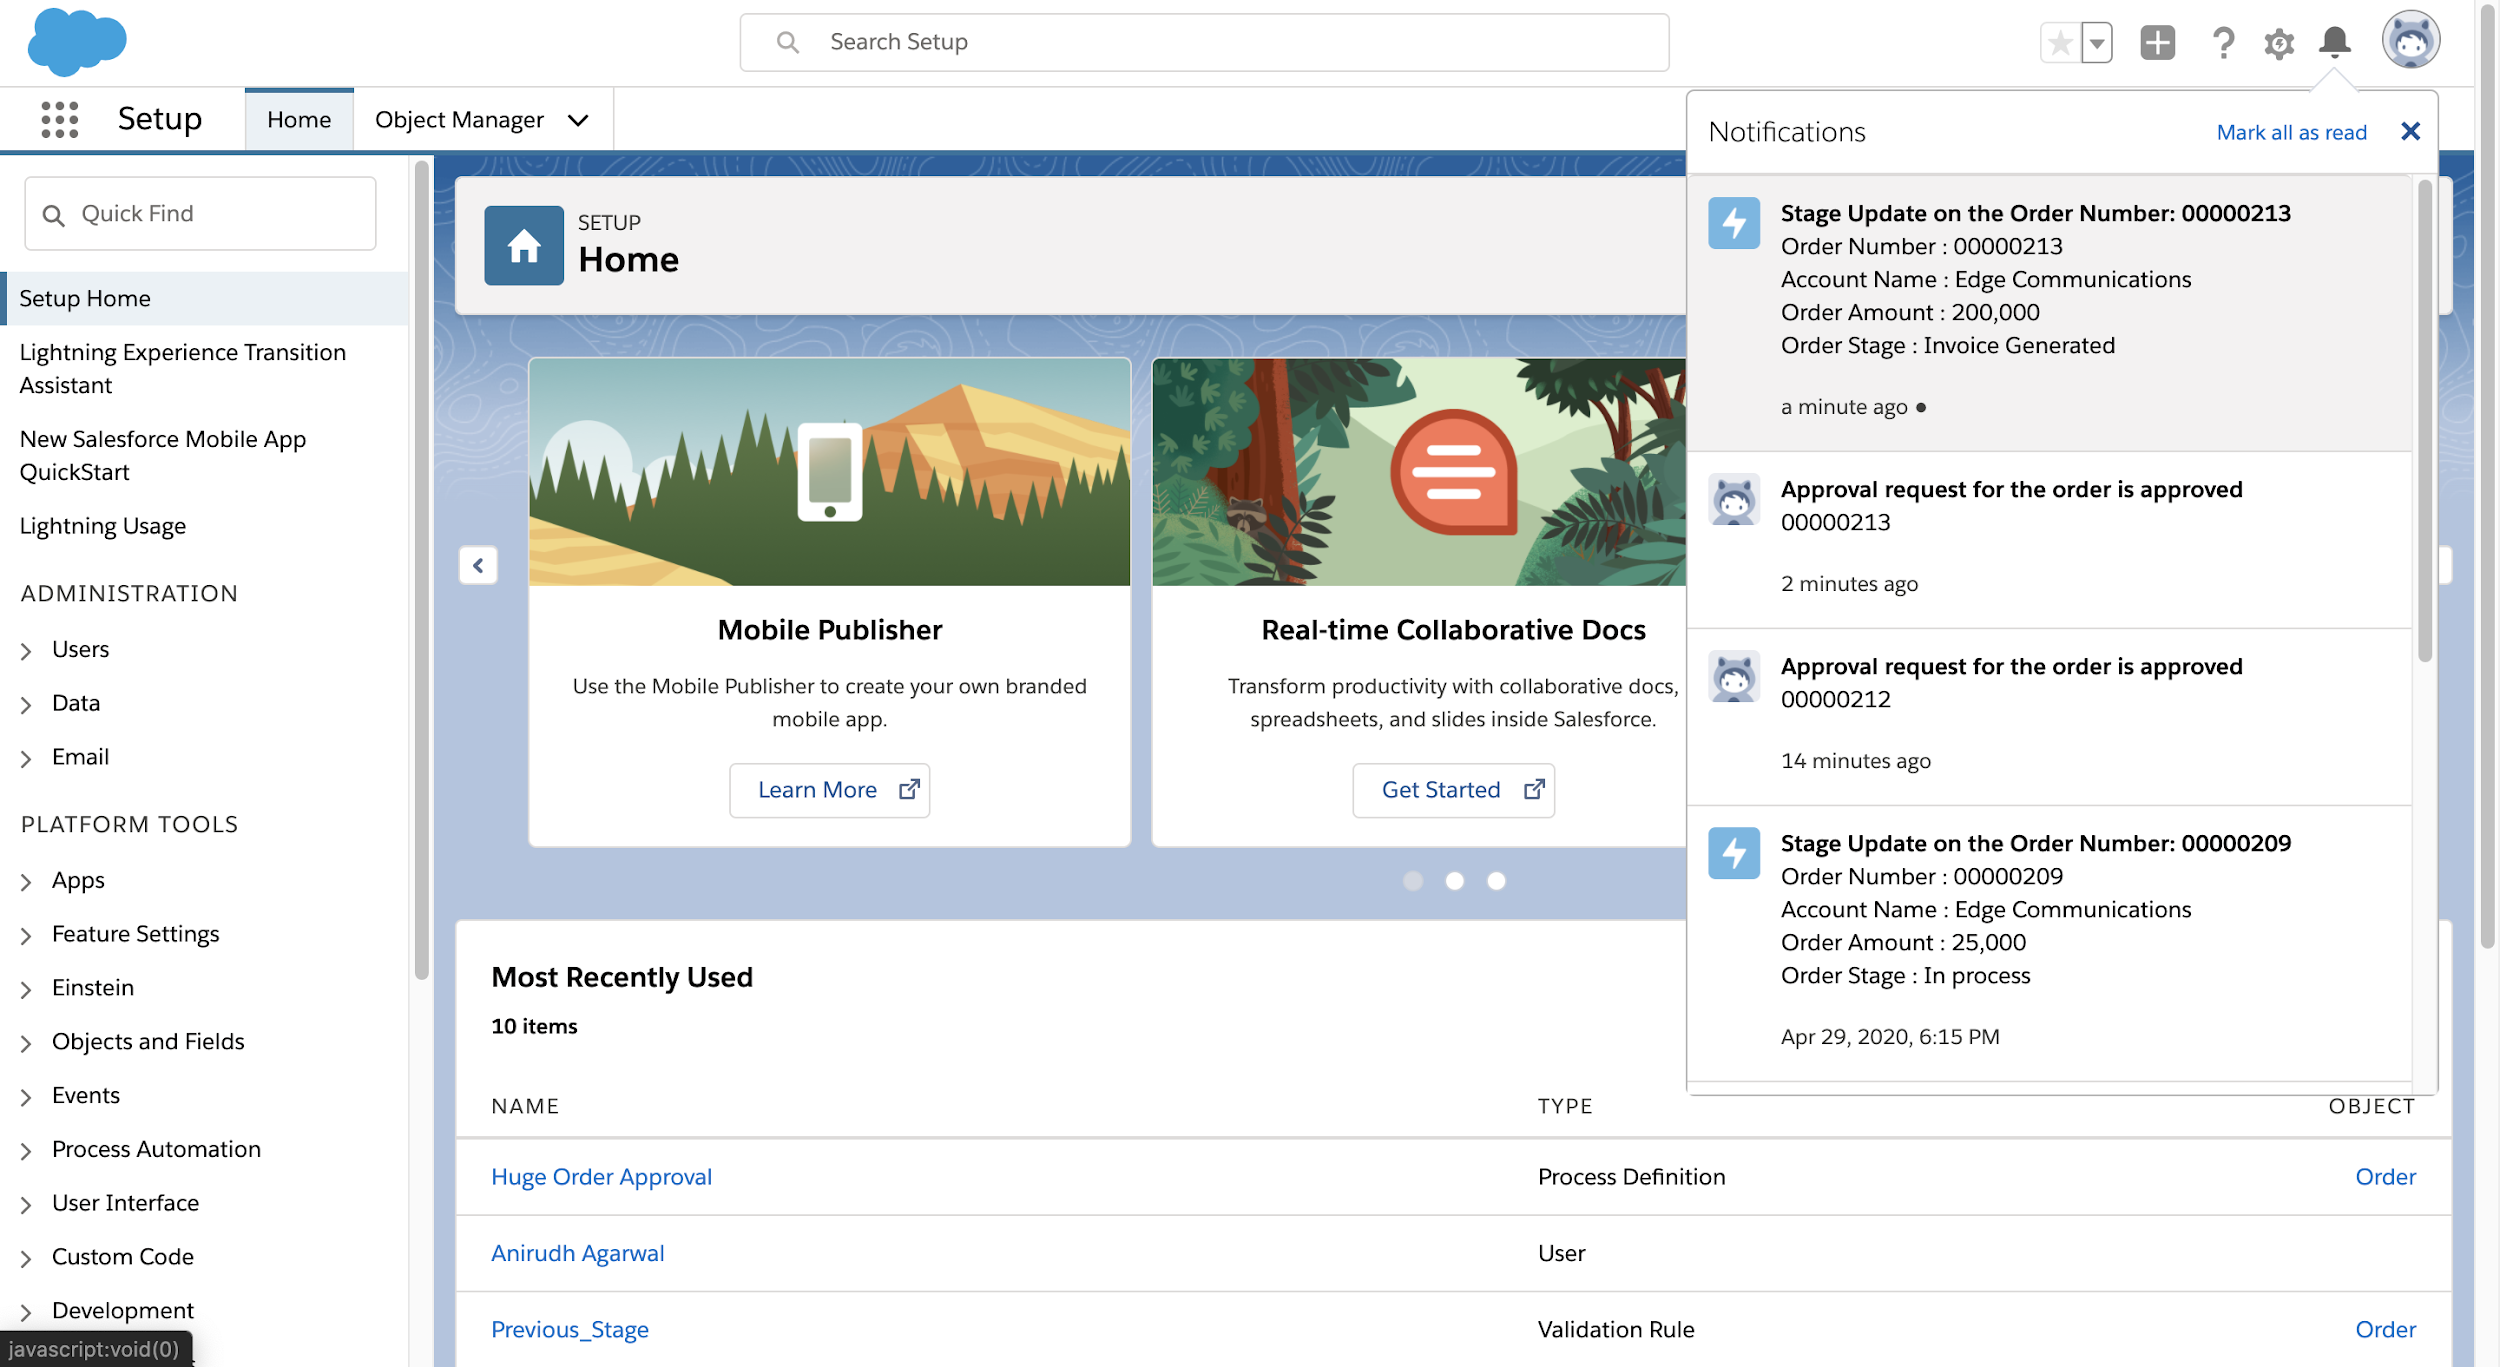 Search Setup
Setup
Home
Object Manager
Quick Find
Setup Home
Lightning Experience Transition
Assistant
New Salesforce Mobile App
QuickStart
Lightning Usage
ADMINISTRATION
Users
Data
Email
PLATFORM TOOLS
Apps
Feature Settings
Einstein
Objects and Fields
Events
Process Automation
User Interface
Custom Code
Development
javascript:void(0)
SETUP
Home
Mobile Publisher
Use the Mobile Publisher to create your own branded
mobile app.
Learn More
Real-time Collaborative Docs
Transform productivity with collaborative docs,
spreadsheets, and slides inside Salesforce.
Get Started
Most Recently Used
10 items
NAME TYPE OBJECT
Huge Order Approval Process Definition Order
Anirudh Agarwal User
Previous_Stage Validation Rule Order
Notifications
Mark all as read
Stage Update on the Order Number: 00000213
Order Number : 00000213
Account Name : Edge Communications
Order Amount : 200,000
Order Stage : Invoice Generated
a minute ago
Approval request for the order is approved
00000213
2 minutes ago
Approval request for the order is approved
00000212
14 minutes ago
Stage Update on the Order Number: 00000209
Order Number : 00000209
Account Name : Edge Communications
Order Amount : 25,000
Order Stage : In process
Apr 29, 2020, 6:15 PM